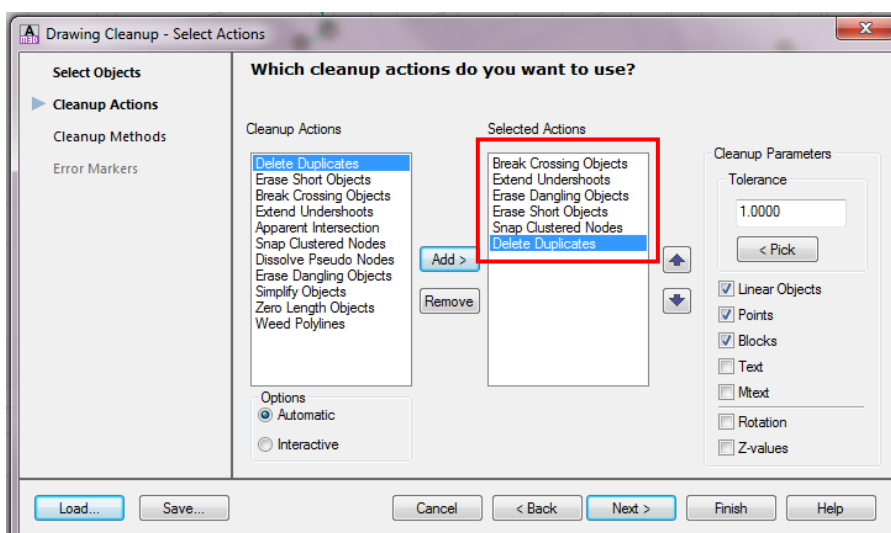 Drawing Cleanup - Select Actions
Select Objects
Cleanup Actions
Cleanup Methods
Error Markers
Which cleanup actions do you want to use?
Cleanup Actions
Delete Duplicates
Erase Short Objects
Break Crossing Objects
Extend Undershoots
Apparent Intersection
Snap Clustered Nodes
Dissolve Pseudo Nodes
Erase Dangling Objects
Simplify Objects
Zero Length Objects
Weed Polylines
Options
Automatic
Interactive
Add >
Remove
Selected Actions
Break Crossing Objects
Extend Undershoots
Erase Dangling Objects
Erase Short Objects
Snap Clustered Nodes
Delete Duplicates
Cleanup Parameters
Tolerance
1.0000
< Pick
Linear Objects
Points
Blocks
Text
Mtext
Rotation
Z-values
Load...
Save...
Cancel
< Back
Next >
Finish
Help